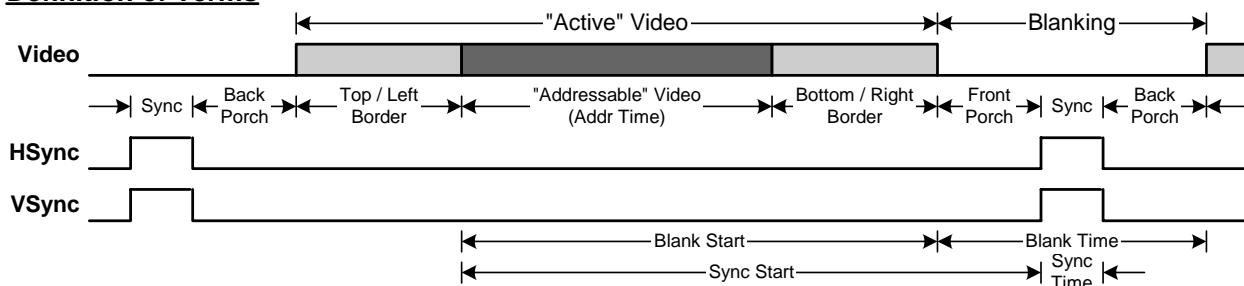 Definition of Terms
"Active" Video
Blanking
Video
Sync
Back
Porch
Top / Left
Border
"Addressable" Video
(Addr Time)
Bottom / Right
Border
Front
Porch
Sync
Back
Porch
HSync
VSync
Blank Start
Blank Time
Sync Start
Sync
Time